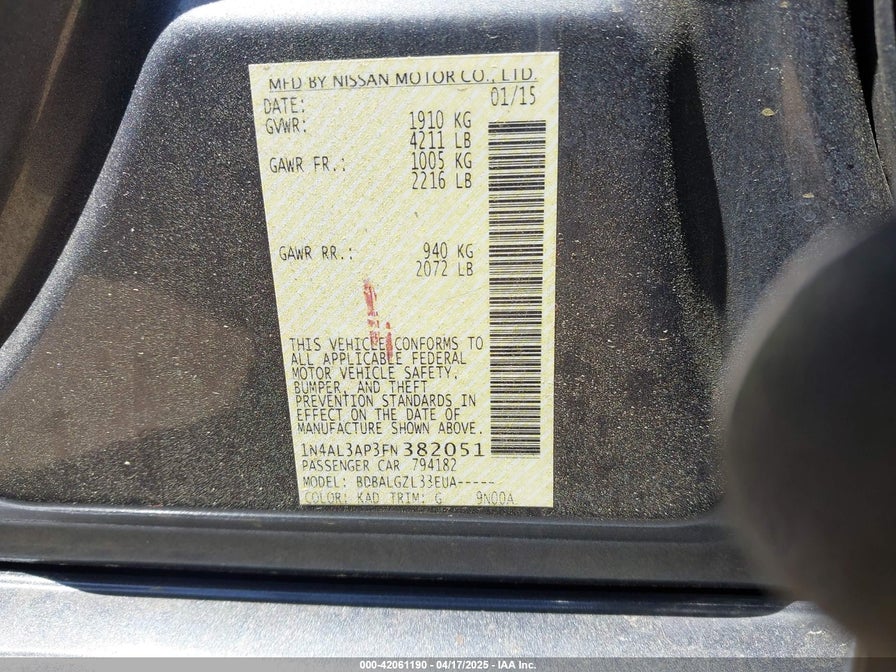 MFD BY NISSAN MOTOR CO., LTD.
DATE: 01/15
GVWR: 1910 KG
4211 LB
GAWR FR.: 1005 KG
2216 LB
GAWR RR.: 940 KG
2072 LB
THIS VEHICLE CONFORMS TO
ALL APPLICABLE FEDERAL
MOTOR VEHICLE SAFETY,
BUMPER, AND THEFT
PREVENTION STANDARDS IN
EFFECT ON THE DATE OF
MANUFACTURE SHOWN ABOVE.
1N4AL3AP3FN382051
PASSENGER CAR 794182
MODEL: BDBALGZL33EUA-----
COLOR: KAD TRIM: G 9N00A
000-42061190 - 04/17/2025 - IAA Inc.